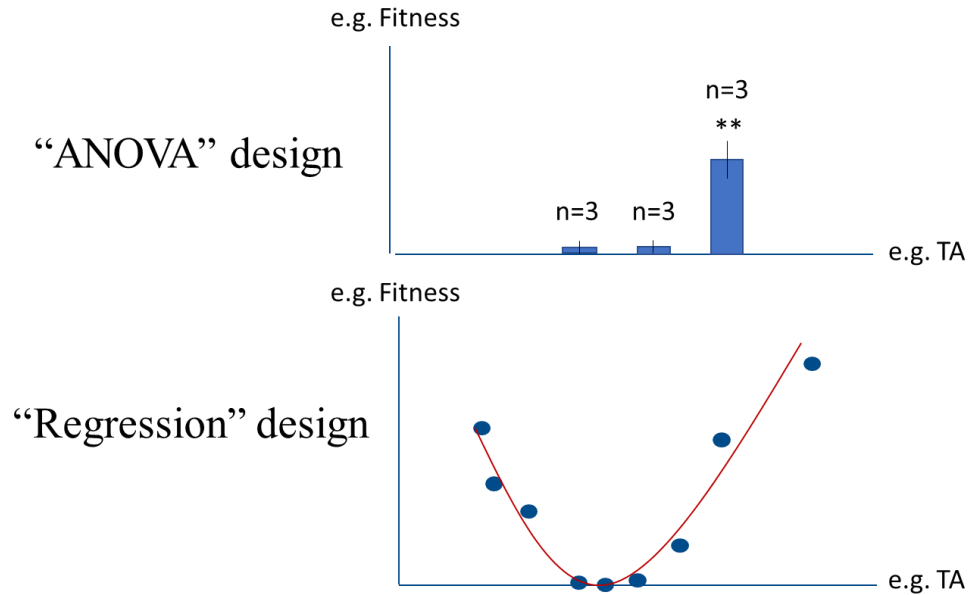 e.g. Fitness
n=3
**
“ANOVA” design
n=3 n=3
e.g. TA
e.g. Fitness
“Regression” design
e.g. TA